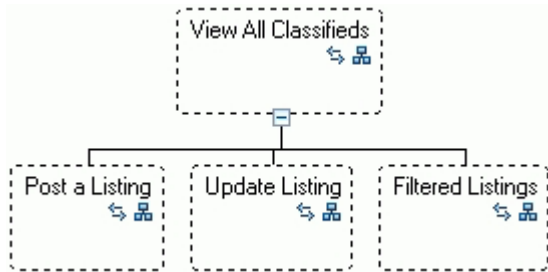 View All Classifieds
Post a Listing
Update Listing
Filtered Listings